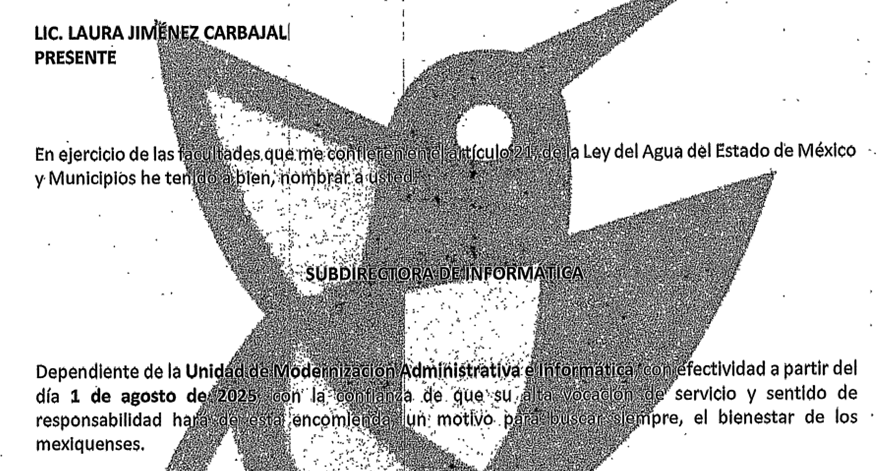 LIC. LAURA JIMÉNEZ CARBAJAL
PRESENTE
En ejercicio de las facultades que me confieren en el artículo 21, de la Ley del Agua del Estado de México
y Municipios he tenido a bien, nombrar a usted:
SUBDIRECTORA DE INFORMÁTICA
Dependiente de la Unidad de Modernización Administrativa e Informática con efectividad a partir del
día 1 de agosto de 2025 con la confianza de que su alta vocación de servicio y sentido de
responsabilidad hará de esta encomienda un motivo para buscar siempre, el bienestar de los
mexiquenses.